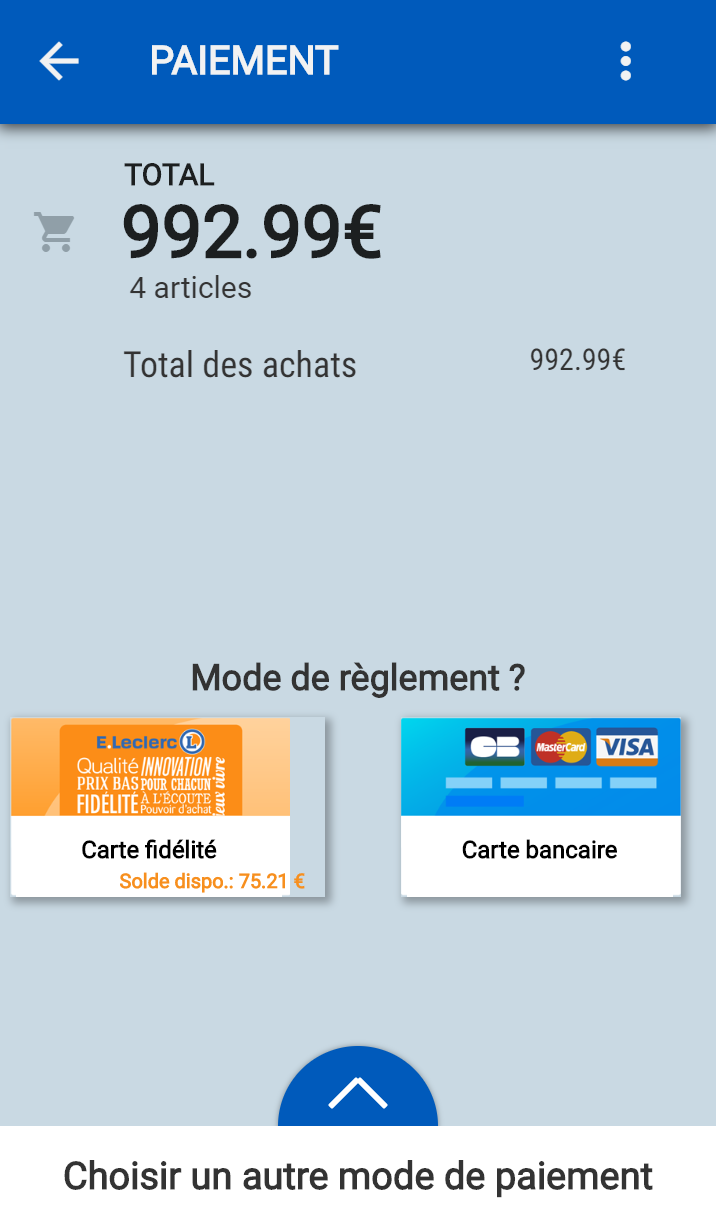 PAIEMENT
TOTAL
992.99€
4 articles
Total des achats 992.99€
Mode de règlement ?
E.Leclerc L
Qualité INNOVATION
PRIX BAS POUR CHACUN
FIDÉLITÉ À L'ÉCOUTE
Pouvoir d'achat
Carte fidélité
Solde dispo.: 75.21 €
CB MasterCard VISA
Carte bancaire
Choisir un autre mode de paiement